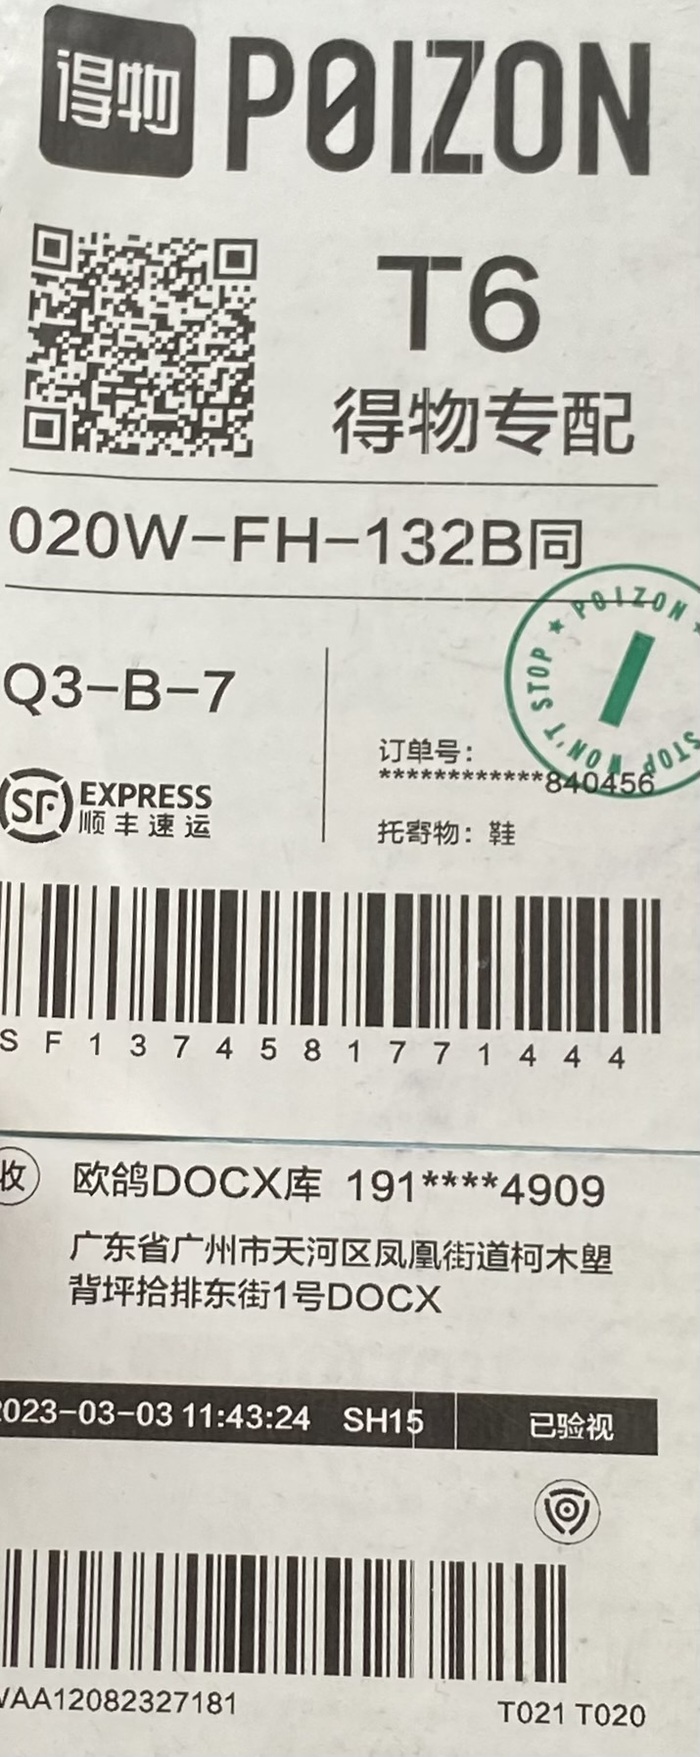 得物 POIZON
T6
得物专配
020W-FH-132B同
POIZON ★ WON'T STOP WON'T STOP ★
Q3-B-7
订单号：
************840456
SF EXPRESS
顺丰速运
托寄物：鞋
SF1374581771444
收 欧鸽DOCX库 191****4909
广东省广州市天河区凤凰街道柯木塱
背坪拾排东街1号DOCX
2023-03-03 11:43:24 SH15 已验视
VAA12082327181
T021 T020